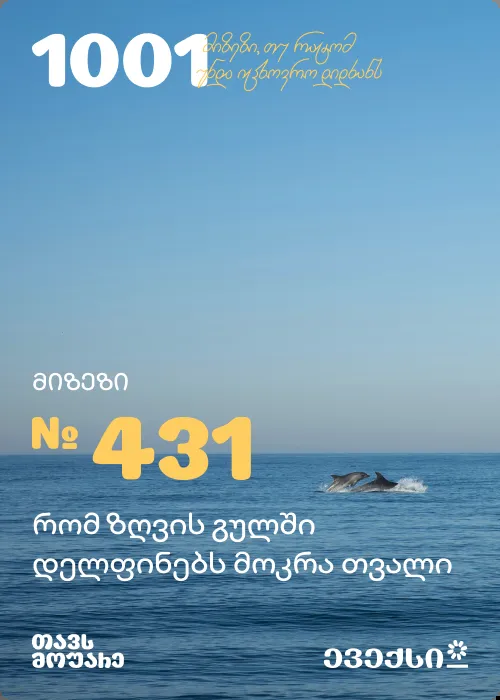 1001 მიზეზი, თუ რატომ
უნდა იცხოვრო დიდხანს
მიზეზი
№ 431
რომ ზღვის გულში
დელფინებს მოკრა თვალი
თავს
მოუარე
ევექსი